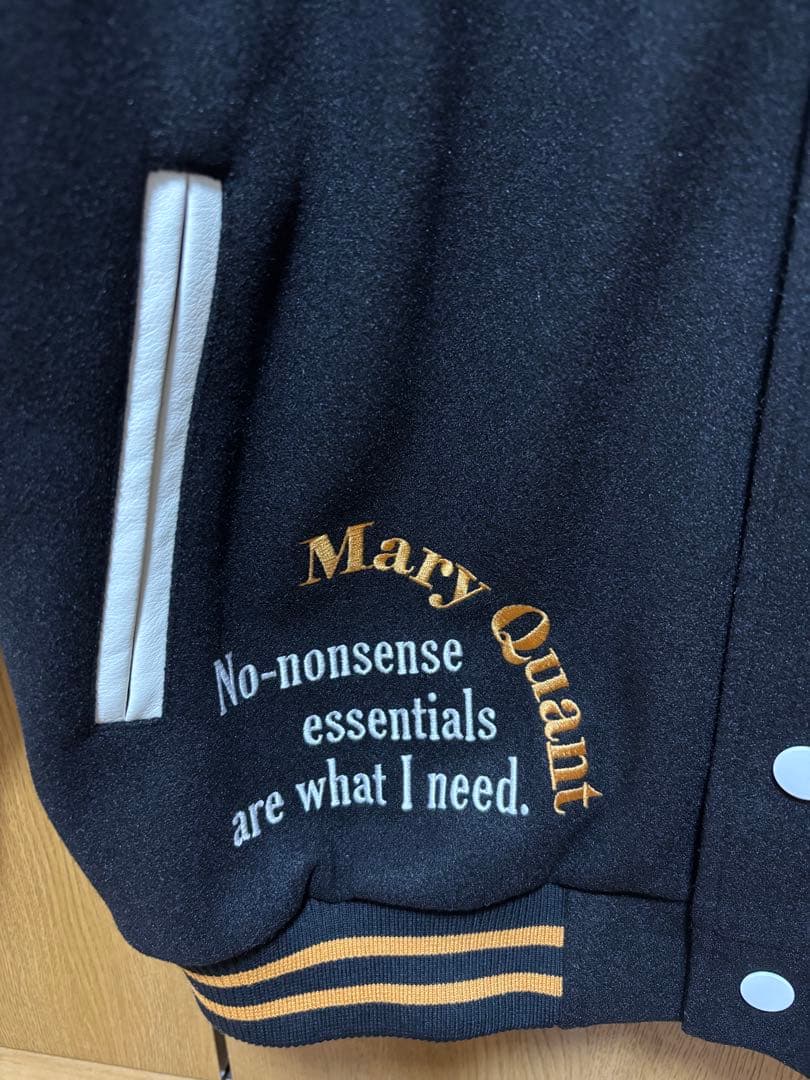 Mary Quant
No-nonsense
essentials
are what I need.